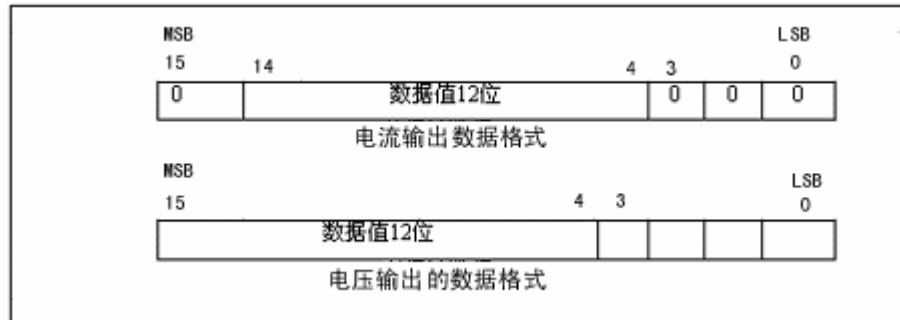 MSB LSB
15 14 4 3 0
0 数据值12位 0 0 0
电流输出数据格式
MSB LSB
15 4 3 0
数据值12位
电压输出的数据格式